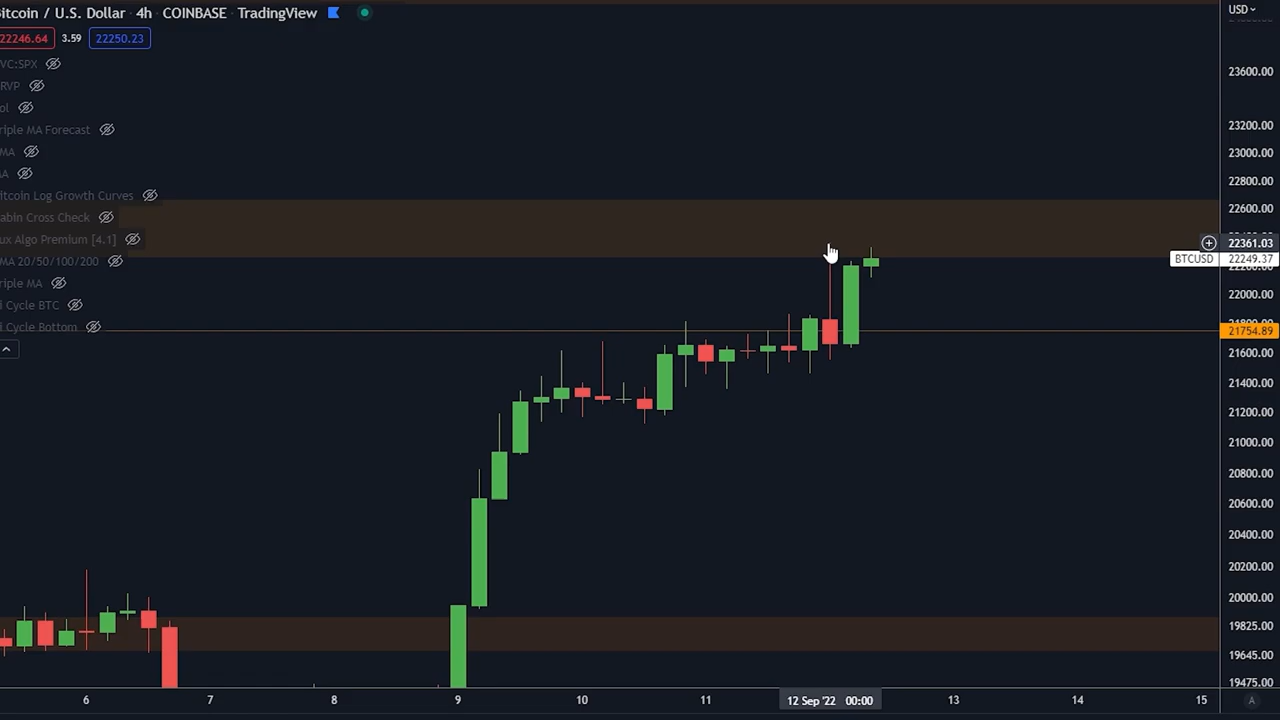 itcoin / U.S. Dollar · 4h · COINBASE · TradingView
22246.64 3.59 22250.23
VC:SPX
RVP
ol
riple MA Forecast
MA
A
itcoin Log Growth Curves
abin Cross Check
ux Algo Premium [4.1]
MA 20/50/100/200
riple MA
i Cycle BTC
i Cycle Bottom
USD
23600.00
23200.00
23000.00
22800.00
22600.00
22361.03
BTCUSD 22249.37
22000.00
21754.89
21600.00
21400.00
21200.00
21000.00
20800.00
20600.00
20400.00
20200.00
20000.00
19825.00
19645.00
19475.00
6 7 8 9 10 11 12 Sep '22 00:00 13 14 15 A